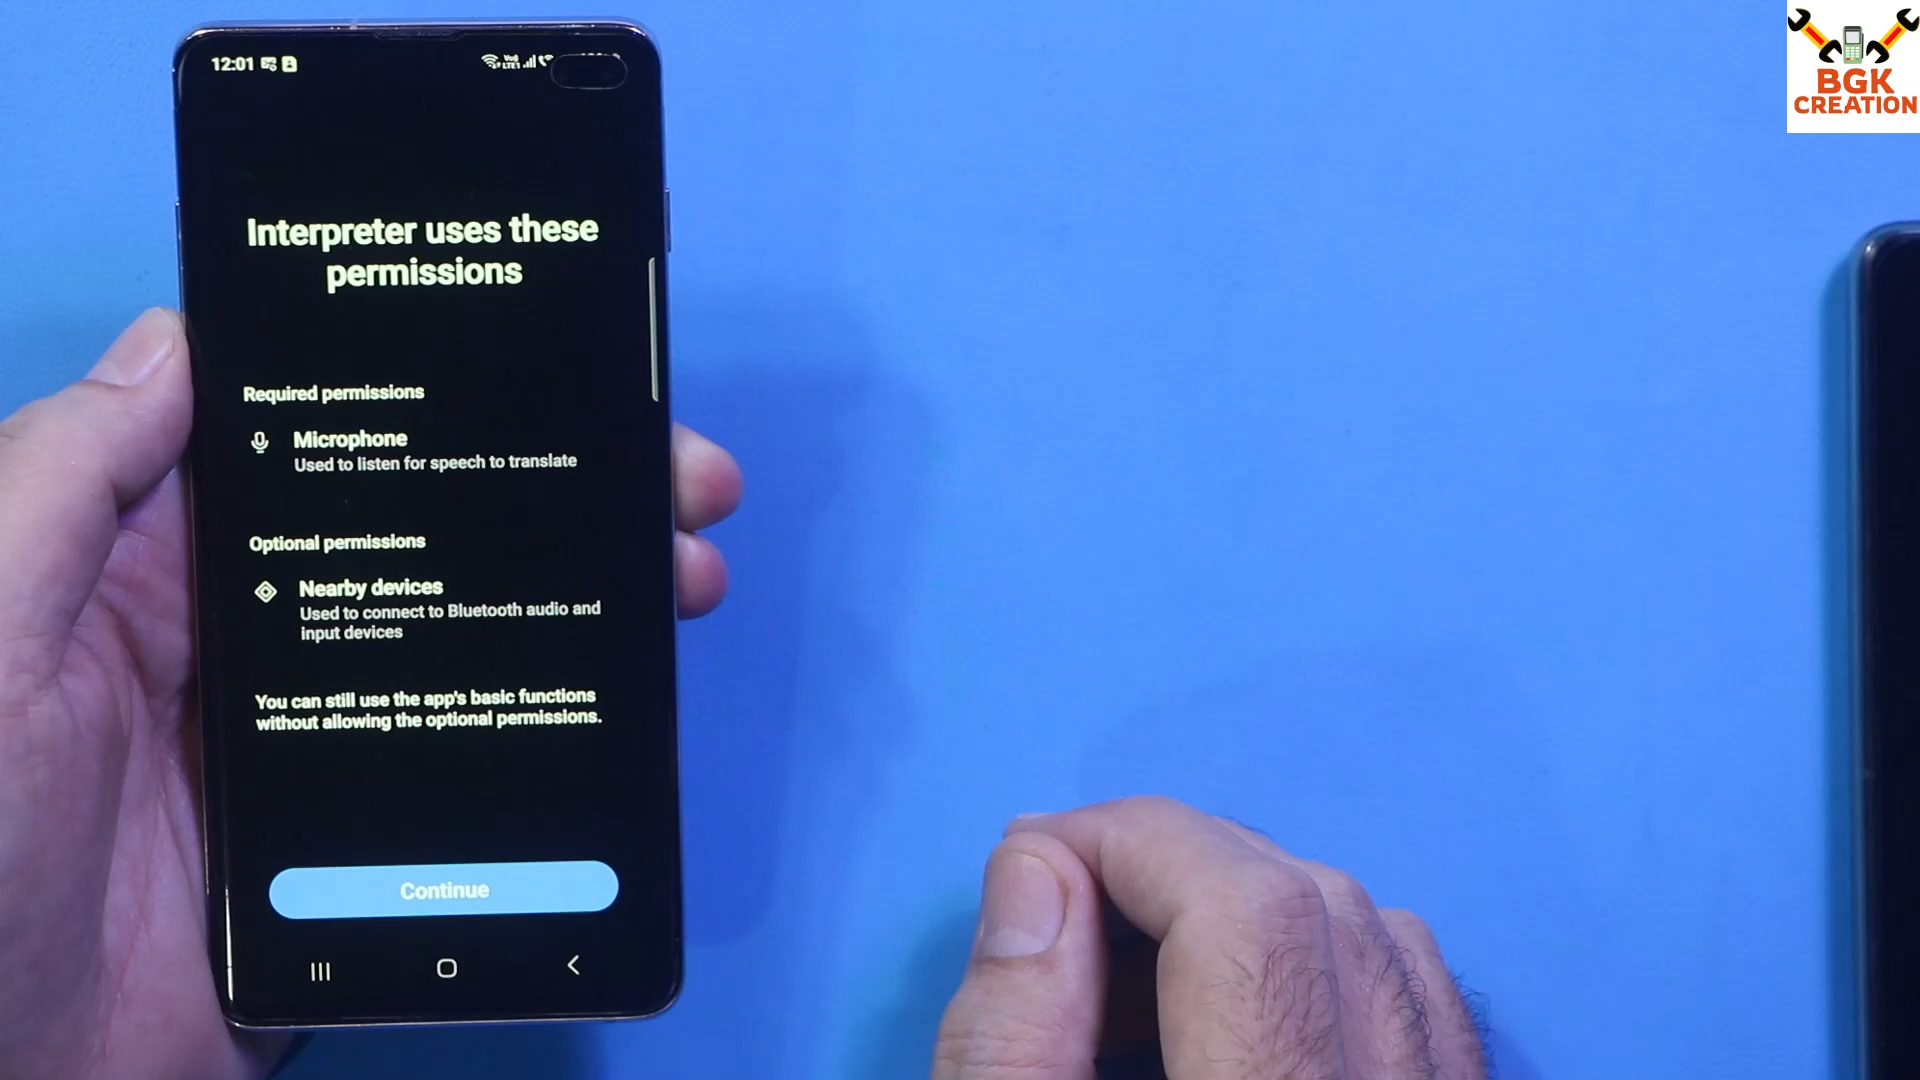 12:01
Interpreter uses these
permissions
Required permissions
Microphone
Used to listen for speech to translate
Optional permissions
Nearby devices
Used to connect to Bluetooth audio and
input devices
You can still use the app's basic functions
without allowing the optional permissions.
Continue
BGK
CREATION